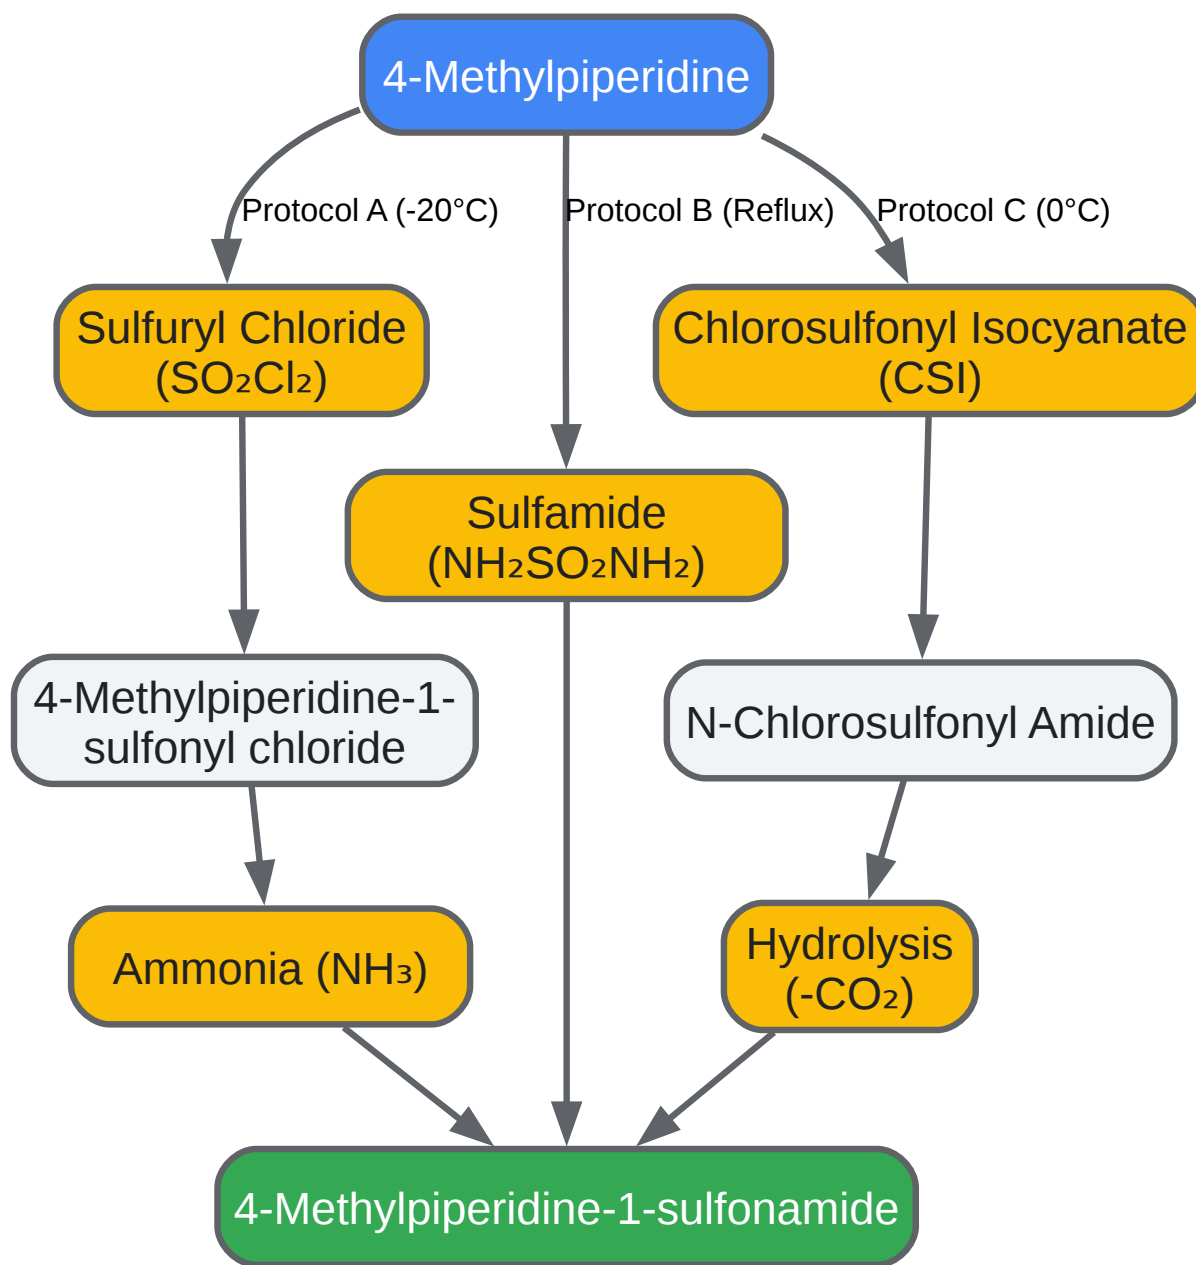 4-Methylpiperidine
Protocol A (-20°C)
Protocol B (Reflux)
Protocol C (0°C)
Sulfuryl Chloride
(SO₂Cl₂)
Chlorosulfonyl Isocyanate
(CSI)
Sulfamide
(NH₂SO₂NH₂)
4-Methylpiperidine-1-
sulfonyl chloride
N-Chlorosulfonyl Amide
Ammonia (NH₃)
Hydrolysis
(-CO₂)
4-Methylpiperidine-1-sulfonamide